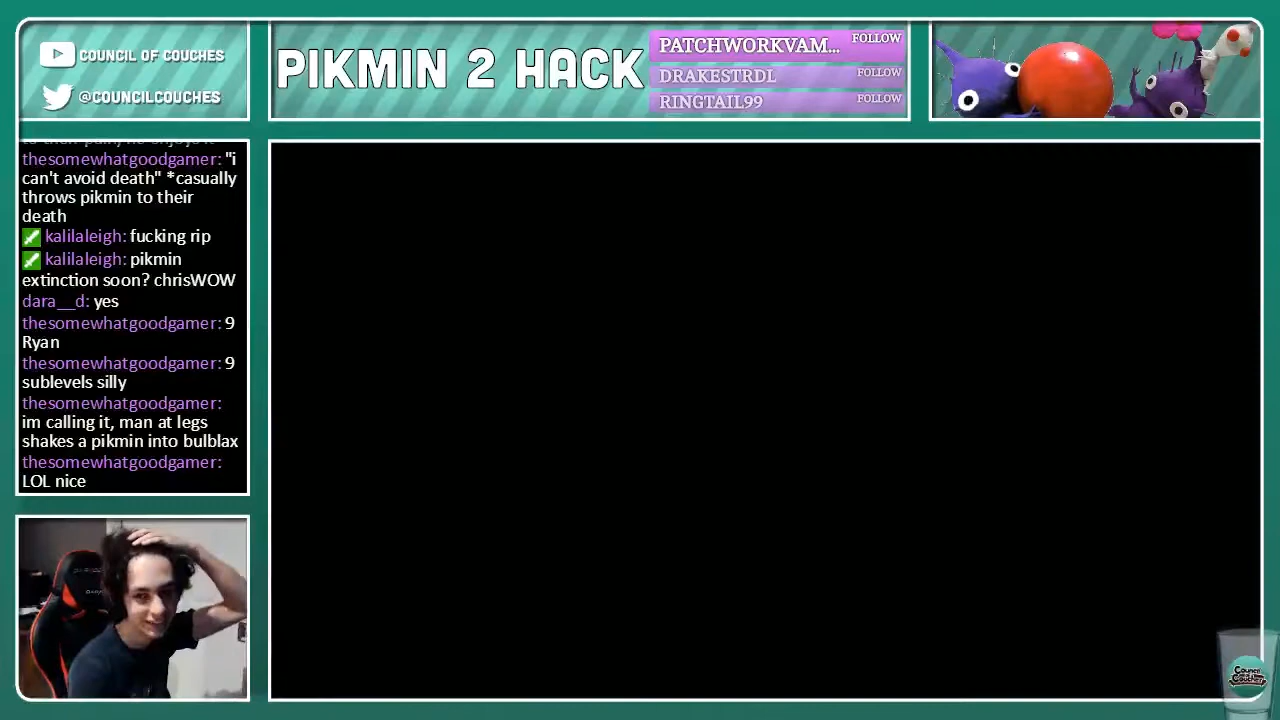 COUNCIL OF COUCHES
@COUNCILCOUCHES
PIKMIN 2 HACK
PATCHWORKVAM... FOLLOW
DRAKESTRDL FOLLOW
RINGTAIL99 FOLLOW
thesomewhatgoodgamer: "i
can't avoid death" *casually
throws pikmin to their
death
kalilaleigh: fucking rip
kalilaleigh: pikmin
extinction soon? chrisWOW
dara__d: yes
thesomewhatgoodgamer: 9
Ryan
thesomewhatgoodgamer: 9
sublevels silly
thesomewhatgoodgamer:
im calling it, man at legs
shakes a pikmin into bulblax
thesomewhatgoodgamer:
LOL nice
Council
Couches